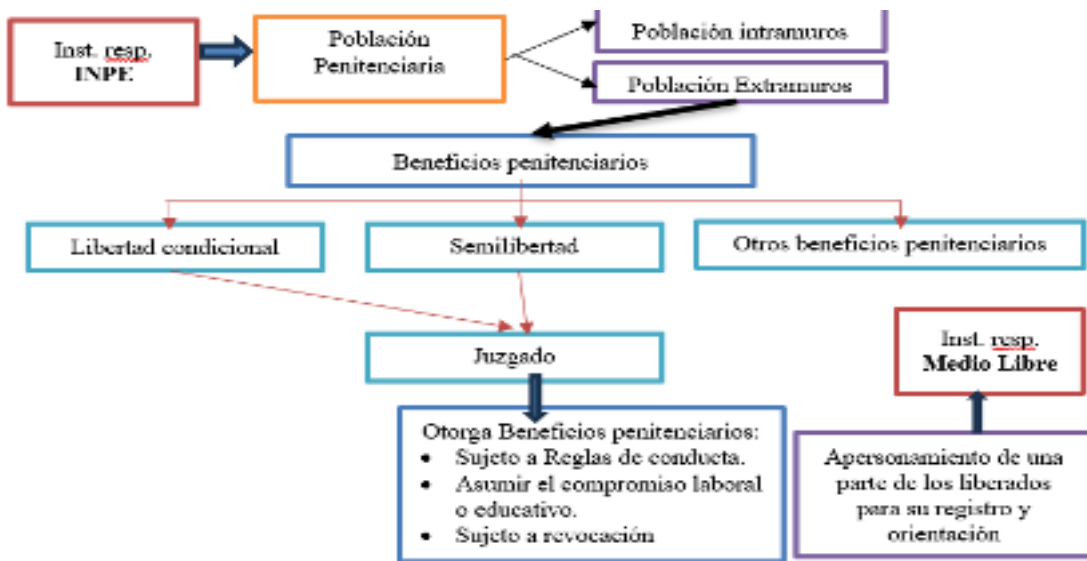 Inst. resp.
INPE
Población
Penitenciaria
Población intramuros
Población Extramuros
Beneficios penitenciarios
Libertad condicional
Semilibertad
Otros beneficios penitenciarios
Juzgado
Inst. resp.
Medio Libre
Otorga Beneficios penitenciarios:
• Sujeto a Reglas de conducta.
• Asumir el compromiso laboral
o educativo.
• Sujeto a revocación
Apersonamiento de una
parte de los liberados
para su registro y
orientación